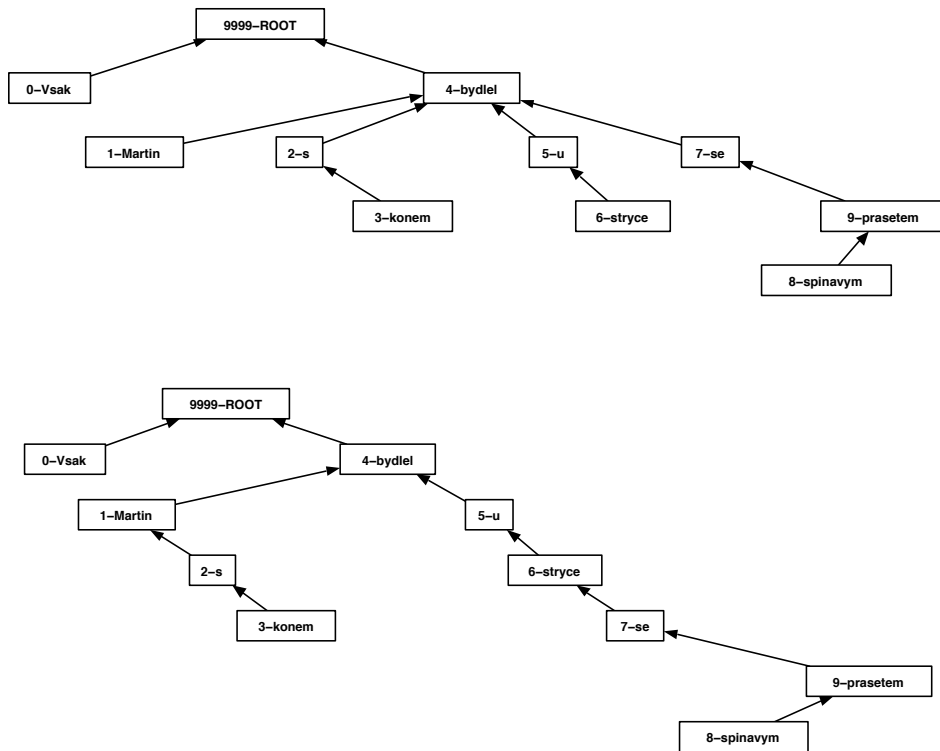 9999–ROOT
0–Vsak
4–bydlel
1–Martin
2–s
5–u
7–se
3–konem
6–stryce
9–prasetem
8–spinavym
9999–ROOT
0–Vsak
4–bydlel
1–Martin
5–u
2–s
6–stryce
3–konem
7–se
9–prasetem
8–spinavym